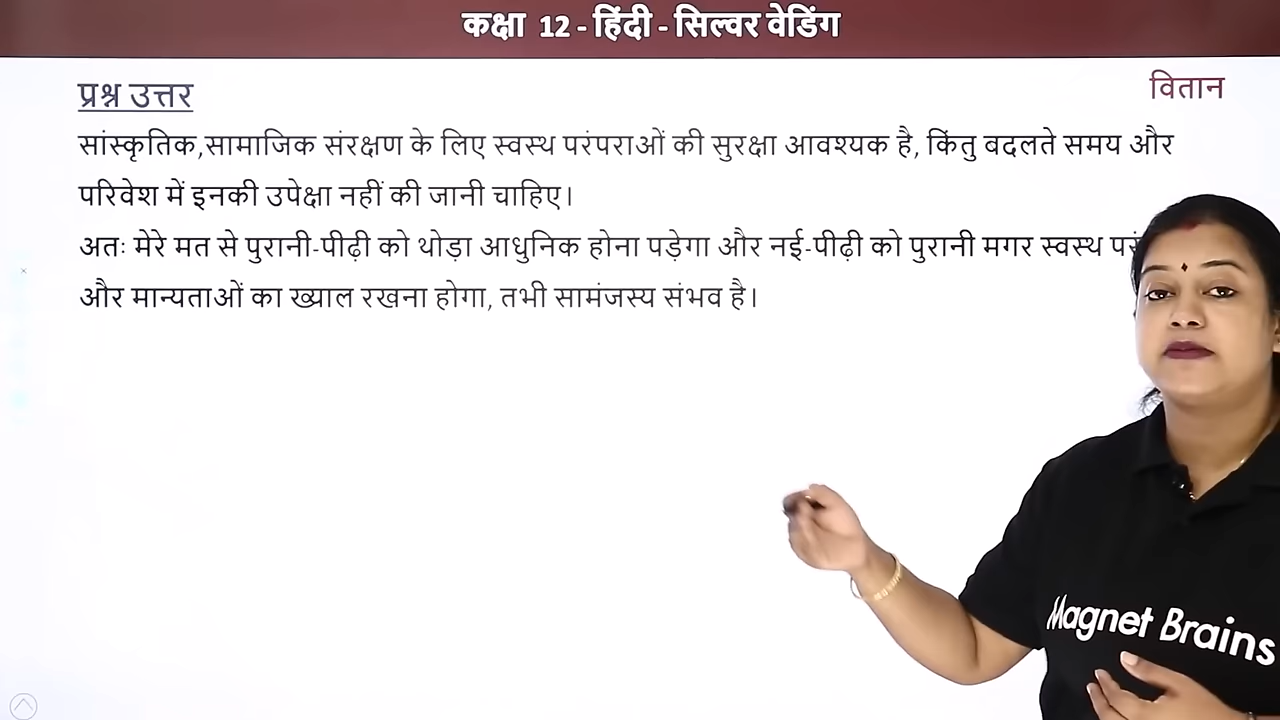 कक्षा 12 - हिंदी - सिल्वर वेडिंग
प्रश्न उत्तर
वितान
सांस्कृतिक,सामाजिक संरक्षण के लिए स्वस्थ परंपराओं की सुरक्षा आवश्यक है, किंतु बदलते समय और
परिवेश में इनकी उपेक्षा नहीं की जानी चाहिए।
अतः मेरे मत से पुरानी-पीढ़ी को थोड़ा आधुनिक होना पड़ेगा और नई-पीढ़ी को पुरानी मगर स्वस्थ
और मान्यताओं का ख्याल रखना होगा, तभी सामंजस्य संभव है।
Magnet Brains